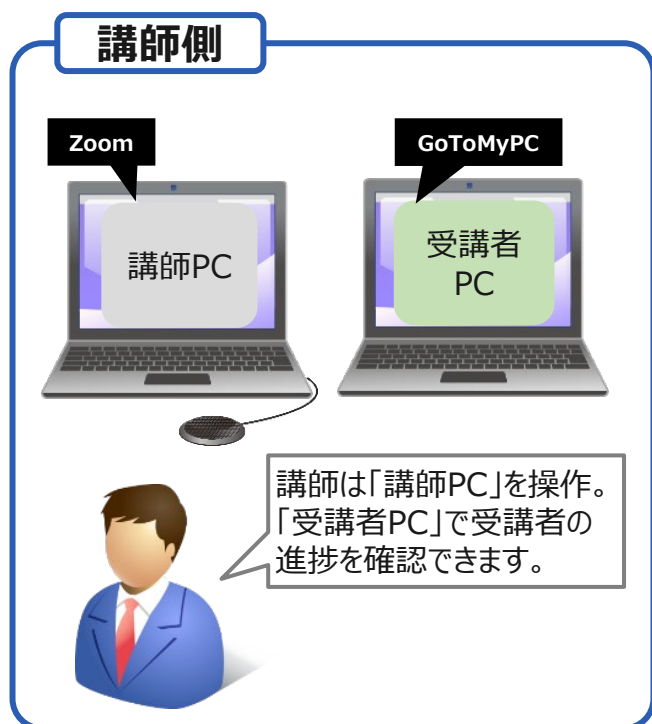 講師側
Zoom
GoToMyPC
講師PC
受講者
PC
講師は「講師PC」を操作。
「受講者PC」で受講者の
進捗を確認できます。